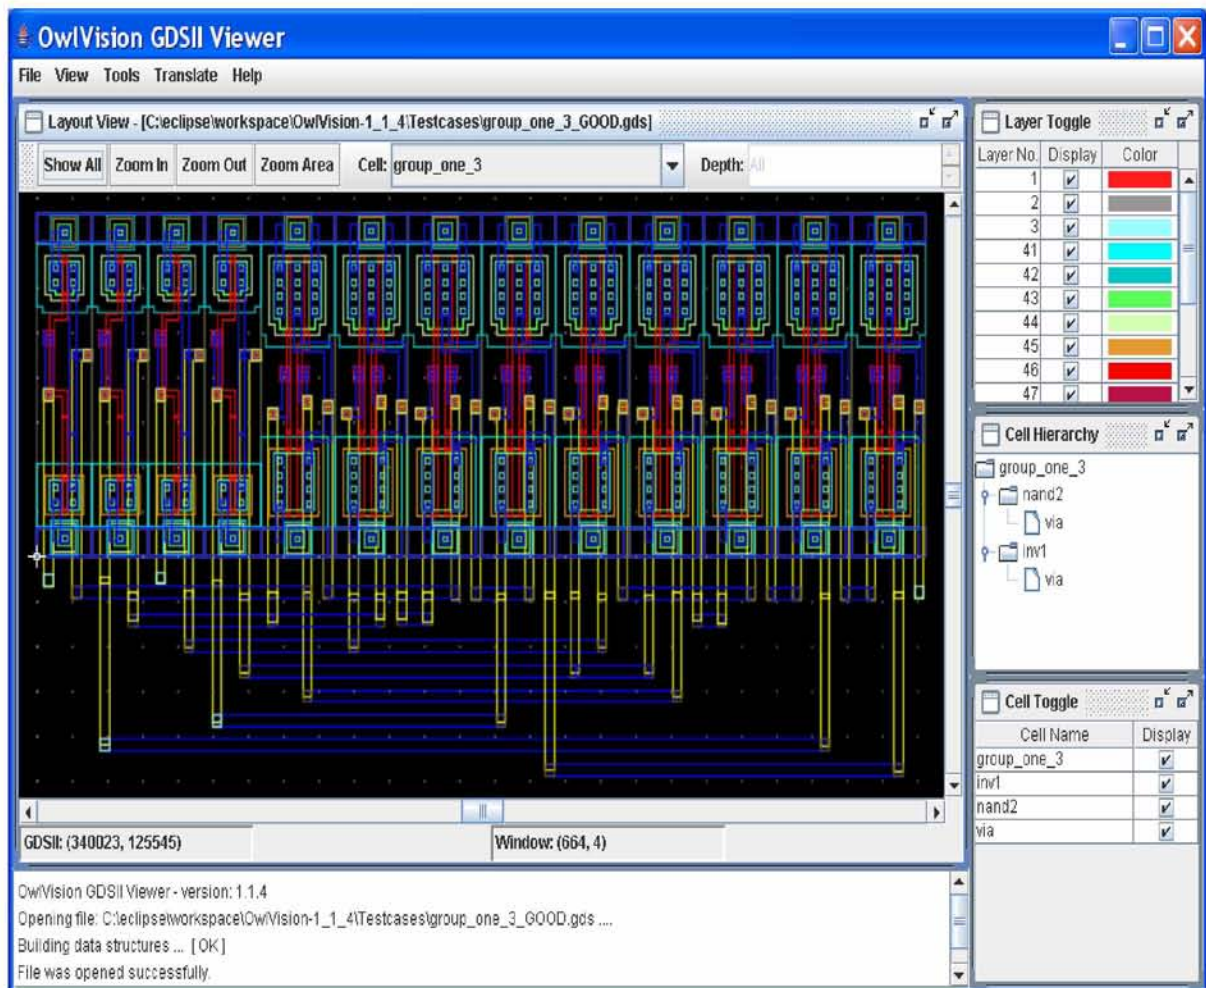 OwlVision GDSII Viewer
File View Tools Translate Help
Layout View - [C:\eclipse\workspace\OwlVision-1_1_4\Testcases\group_one_3_GOOD.gds]
Show All Zoom In Zoom Out Zoom Area Cell: group_one_3 Depth: All
GDSII: (340023, 125545) Window: (664, 4)
OwlVision GDSII Viewer - version: 1.1.4
Opening file: C:\eclipse\workspace\OwlVision-1_1_4\Testcases\group_one_3_GOOD.gds ....
Building data structures ... [OK]
File was opened successfully.
Layer Toggle
Layer No. Display Color
1
2
3
41
42
43
44
45
46
47
Cell Hierarchy
group_one_3
nand2
via
inv1
via
Cell Toggle
Cell Name Display
group_one_3
inv1
nand2
via